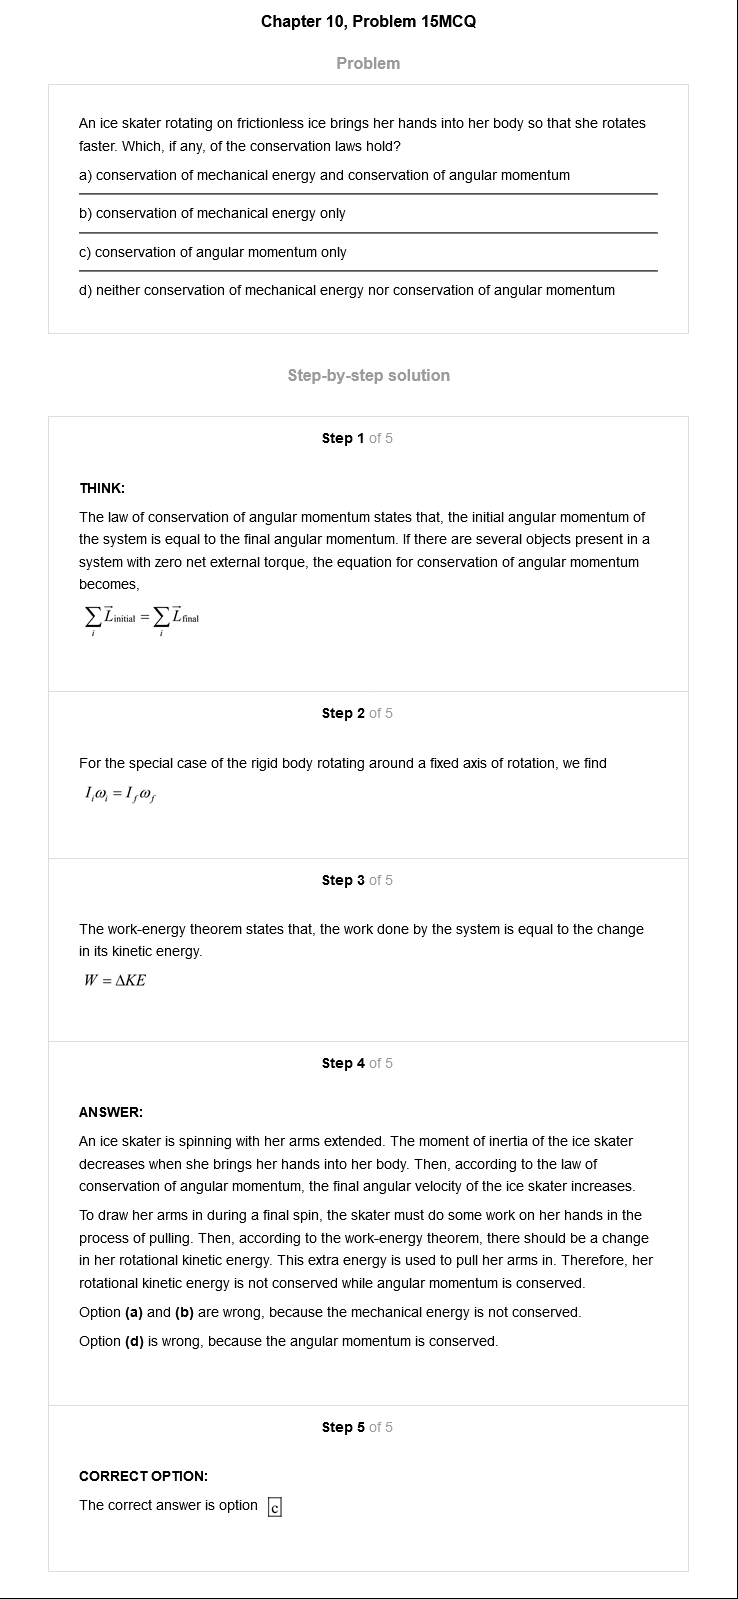 Chapter 10, Problem 15MCQ
Problem
An ice skater rotating on frictionless ice brings her hands into her body so that she rotates
faster. Which, if any, of the conservation laws hold?
a) conservation of mechanical energy and conservation of angular momentum
b) conservation of mechanical energy only
c) conservation of angular momentum only
d) neither conservation of mechanical energy nor conservation of angular momentum
Step-by-step solution
Step 1 of 5
THINK:
The law of conservation of angular momentum states that, the initial angular momentum of
the system is equal to the final angular momentum. If there are several objects present in a
system with zero net external torque, the equation for conservation of angular momentum
becomes,
$\sum_i \vec{L}_{\text{initial}} = \sum_i \vec{L}_{\text{final}}$
Step 2 of 5
For the special case of the rigid body rotating around a fixed axis of rotation, we find
$I_i \omega_i = I_f \omega_f$
Step 3 of 5
The work-energy theorem states that, the work done by the system is equal to the change
in its kinetic energy.
$W = \Delta KE$
Step 4 of 5
ANSWER:
An ice skater is spinning with her arms extended. The moment of inertia of the ice skater
decreases when she brings her hands into her body. Then, according to the law of
conservation of angular momentum, the final angular velocity of the ice skater increases.
To draw her arms in during a final spin, the skater must do some work on her hands in the
process of pulling. Then, according to the work-energy theorem, there should be a change
in her rotational kinetic energy. This extra energy is used to pull her arms in. Therefore, her
rotational kinetic energy is not conserved while angular momentum is conserved.
Option (a) and (b) are wrong, because the mechanical energy is not conserved.
Option (d) is wrong, because the angular momentum is conserved.
Step 5 of 5
CORRECT OPTION:
The correct answer is option c